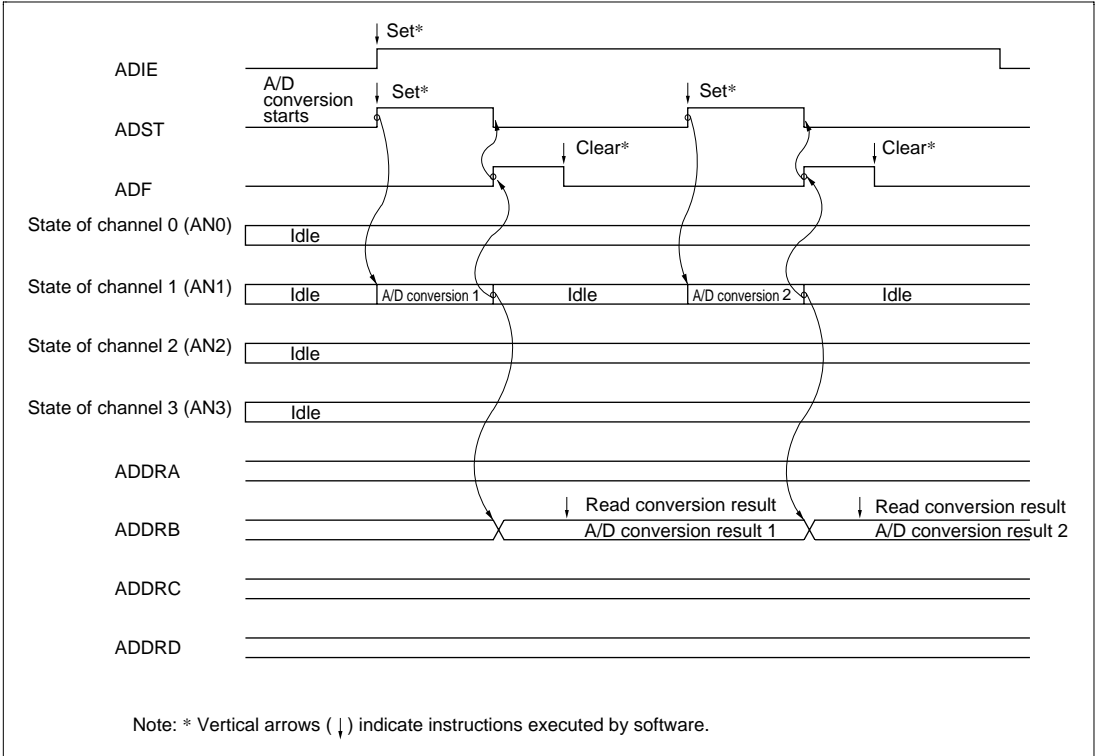 Set*
ADIE
A/D
conversion
starts
Set*
Set*
ADST
Clear*
Clear*
ADF
State of channel 0 (AN0)
Idle
State of channel 1 (AN1)
Idle
A/D conversion 1
Idle
A/D conversion 2
Idle
State of channel 2 (AN2)
Idle
State of channel 3 (AN3)
Idle
ADDRA
Read conversion result
Read conversion result
ADDRB
A/D conversion result 1
A/D conversion result 2
ADDRC
ADDRD
Note: * Vertical arrows (↓) indicate instructions executed by software.